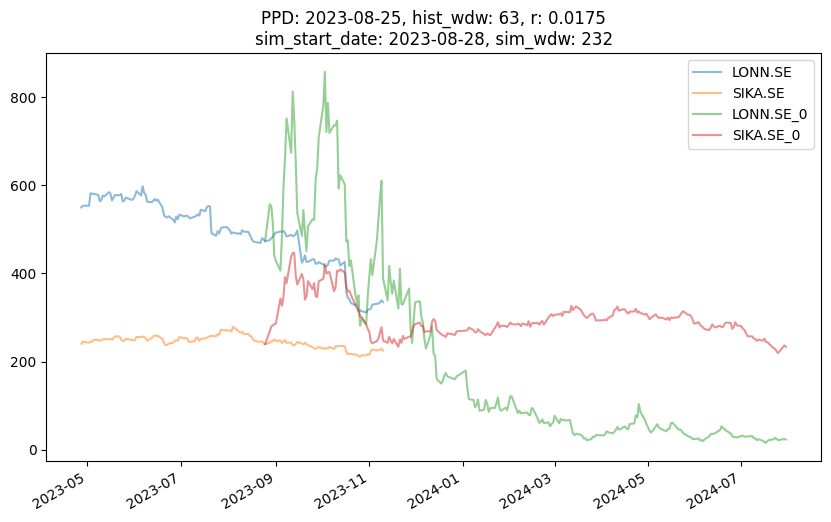 PPD: 2023-08-25, hist_wdw: 63, r: 0.0175
sim_start_date: 2023-08-28, sim_wdw: 232
LONN.SE
SIKA.SE
LONN.SE_0
SIKA.SE_0
800
600
400
200
0
2023-05
2023-07
2023-09
2023-11
2024-01
2024-03
2024-05
2024-07